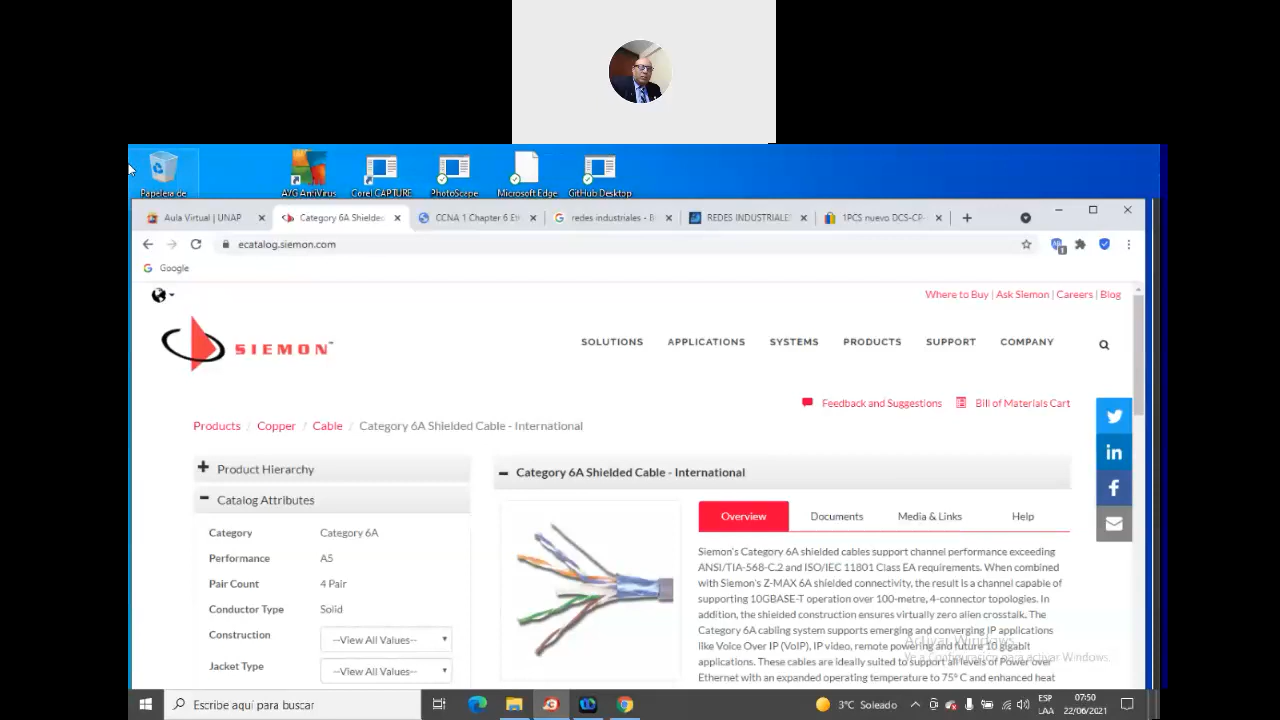 Papelera de
AVG AntiVirus
Corel CAPTURE
PhotoScape
Microsoft Edge
GitHub Desktop
Aula Virtual | UNAP
Category 6A Shielded
CCNA 1 Chapter 6 E
redes industriales - B
REDES INDUSTRIALES
1PCS nuevo DCS-CP-
ecatalog.siemon.com
Google
Where to Buy | Ask Siemon | Careers | Blog
SIEMON™
SOLUTIONS APPLICATIONS SYSTEMS PRODUCTS SUPPORT COMPANY
Feedback and Suggestions Bill of Materials Cart
Products / Copper / Cable / Category 6A Shielded Cable - International
Product Hierarchy
Catalog Attributes
Category Category 6A
Performance A5
Pair Count 4 Pair
Conductor Type Solid
Construction --View All Values--
Jacket Type --View All Values--
Category 6A Shielded Cable - International
Overview Documents Media & Links Help
Siemon's Category 6A shielded cables support channel performance exceeding
ANSI/TIA-568-C.2 and ISO/IEC 11801 Class EA requirements. When combined
with Siemon's Z-MAX 6A shielded connectivity, the result is a channel capable of
supporting 10GBASE-T operation over 100-metre, 4-connector topologies. In
addition, the shielded construction ensures virtually zero alien crosstalk. The
Category 6A cabling system supports emerging and converging IP applications
like Voice Over IP (VoIP), IP video, remote powering and future 10 gigabit
applications. These cables are ideally suited to support all levels of Power over
Ethernet with an expanded operating temperature to 75º C and enhanced heat
Activar Windows
Ve a Configuración para activar Windows.
Escribe aquí para buscar
3°C Soleado
ESP
LAA
07:50
22/06/2021